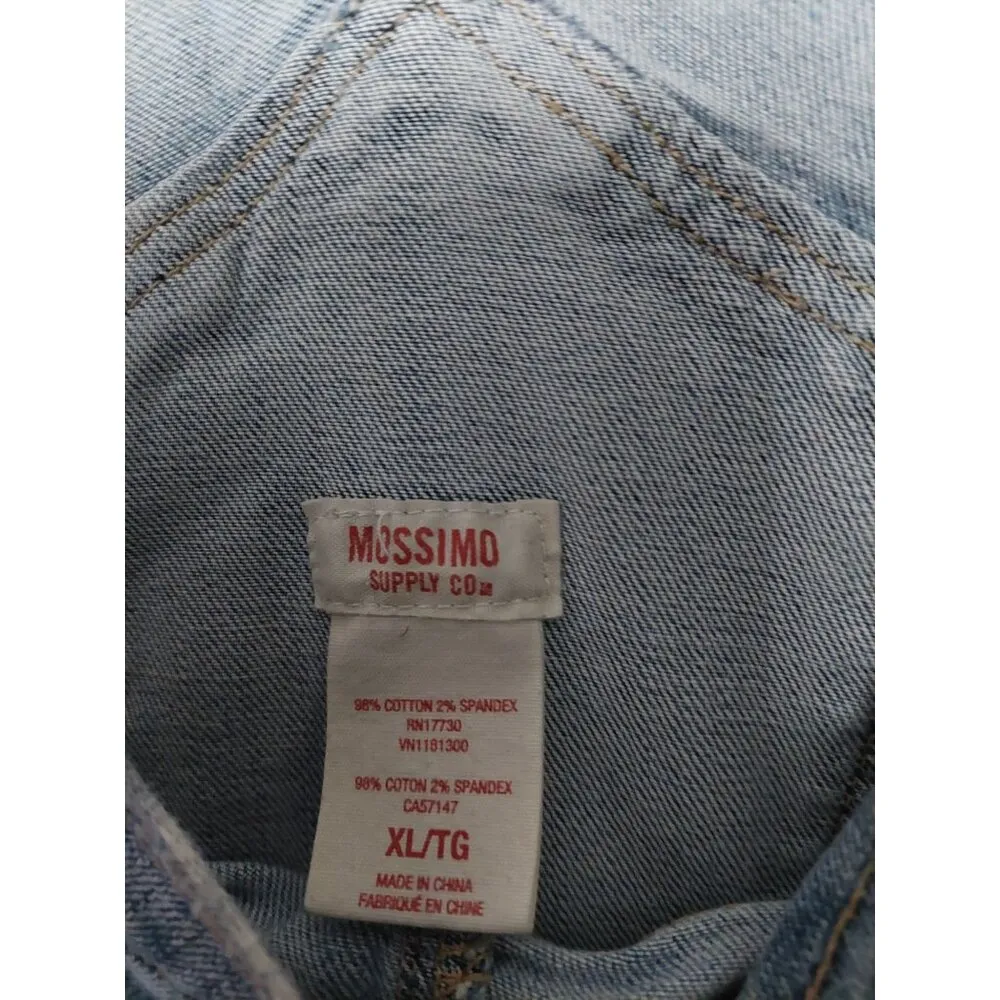 MOSSIMO
SUPPLY CO
98% COTTON 2% SPANDEX
RN17730
VN1181300
98% COTON 2% SPANDEX
CA57147
XL/TG
MADE IN CHINA
FABRIQUÉ EN CHINE